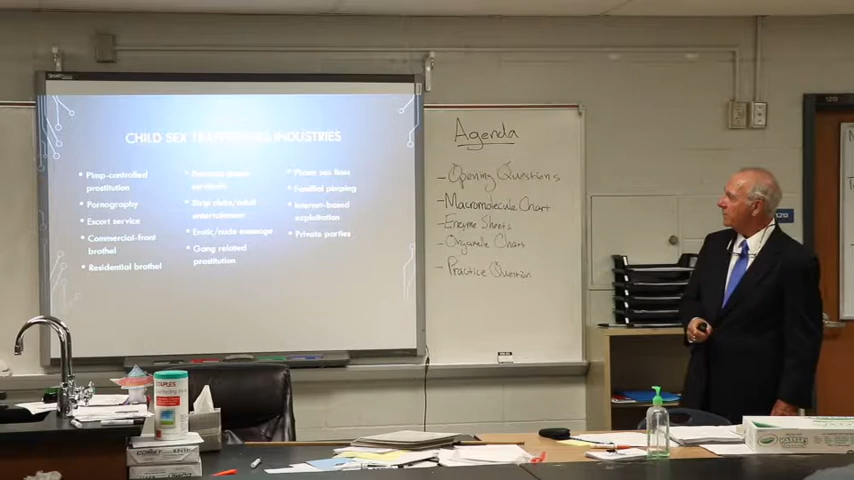 CHILD SEX TRAFFICKING INDUSTRIES
• Pimp-controlled
prostitution
• Pornography
• Escort service
• Commercial-front
brothel
• Residential brothel
services
• Strip clubs/adult
entertainment
• Erotic/nude massage
• Gang related
prostitution
• Phone sex lines
• Familial pimping
• Internet-based
exploitation
• Private parties
Agenda
- Opening Questions
- Macromolecule Chart
- Enzyme Sheets
- Organelle Chart
- Practice Question
STAPLES